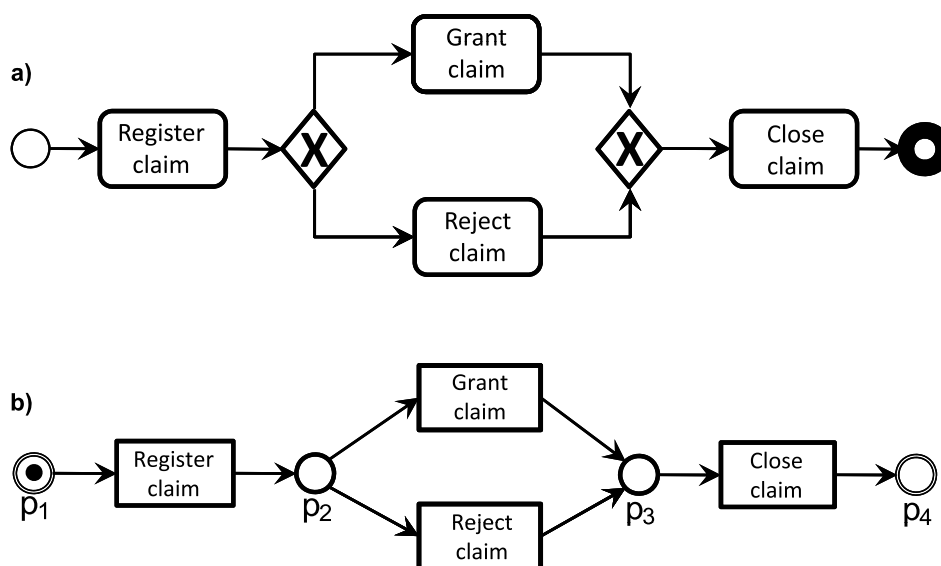 a)
Register
claim
X
Grant
claim
Reject
claim
X
Close
claim
b)
p1
Register
claim
p2
Grant
claim
Reject
claim
p3
Close
claim
p4